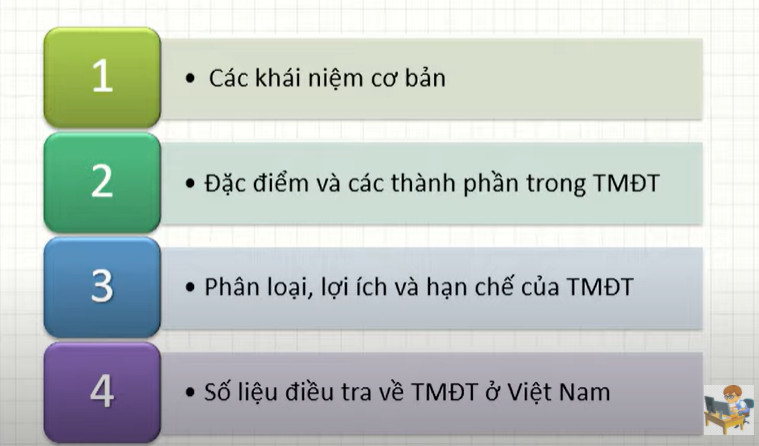 1
• Các khái niệm cơ bản
2
• Đặc điểm và các thành phần trong TMĐT
3
• Phân loại, lợi ích và hạn chế của TMĐT
4
• Số liệu điều tra về TMĐT ở Việt Nam